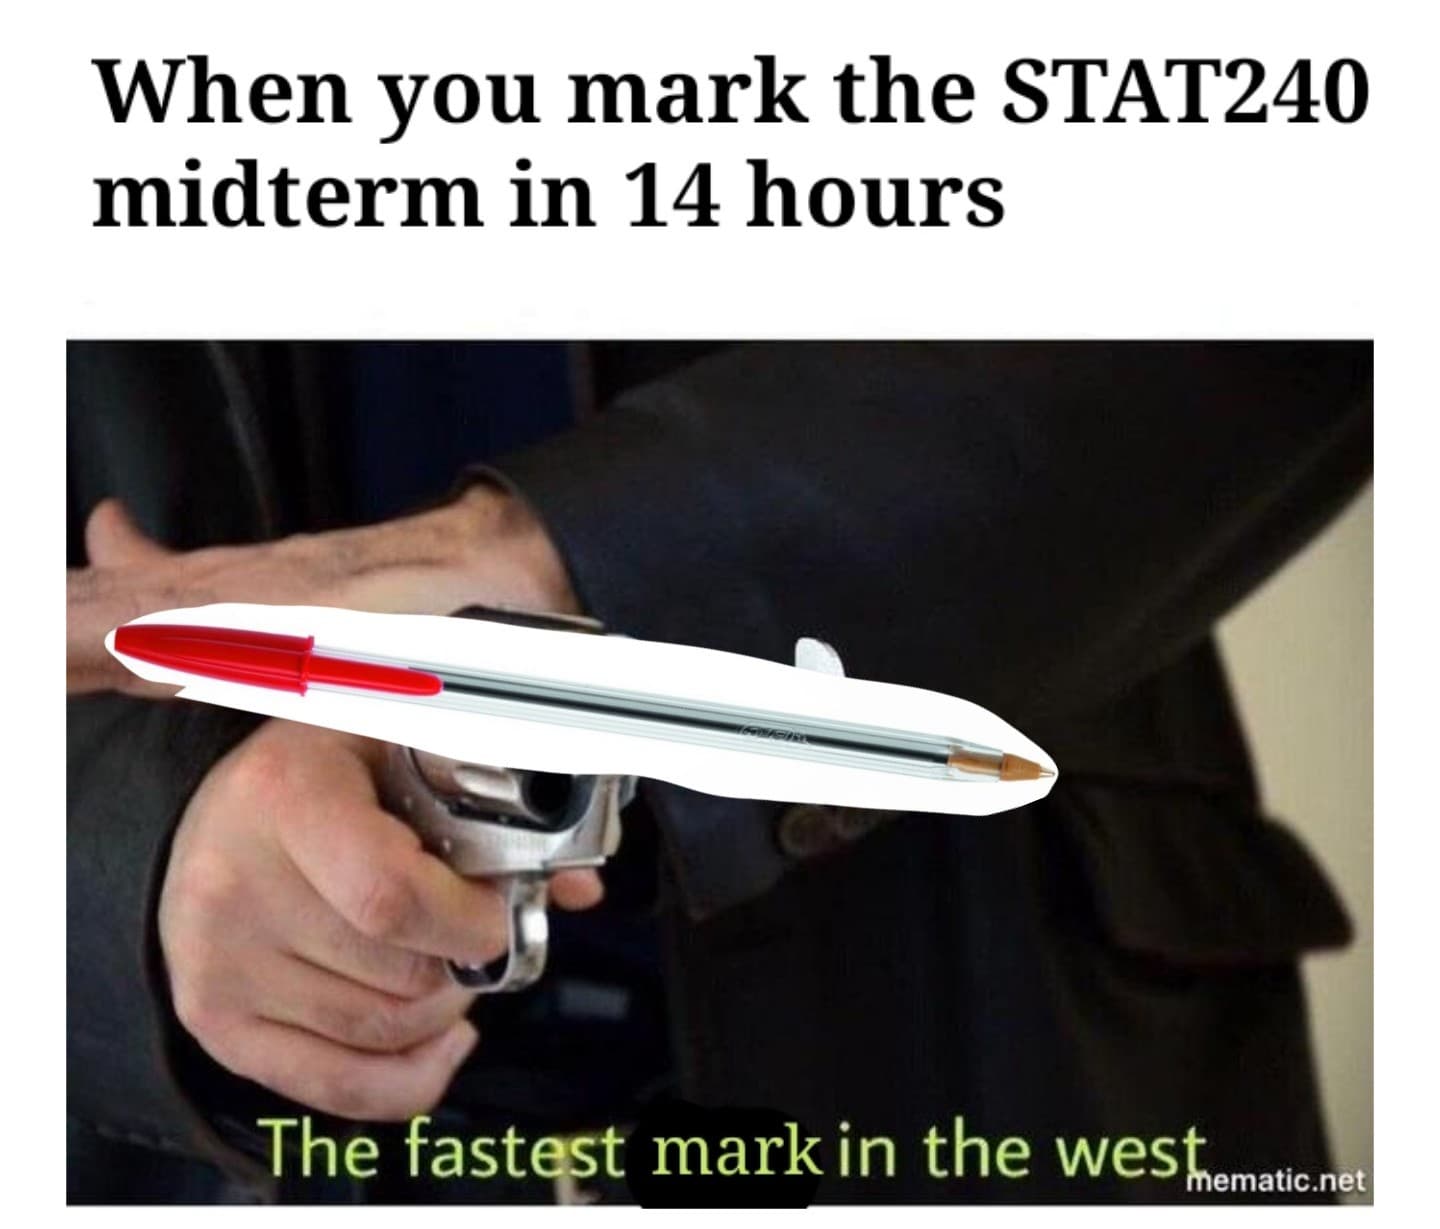 When you mark the STAT240
midterm in 14 hours
The fastest mark in the west
mematic.net